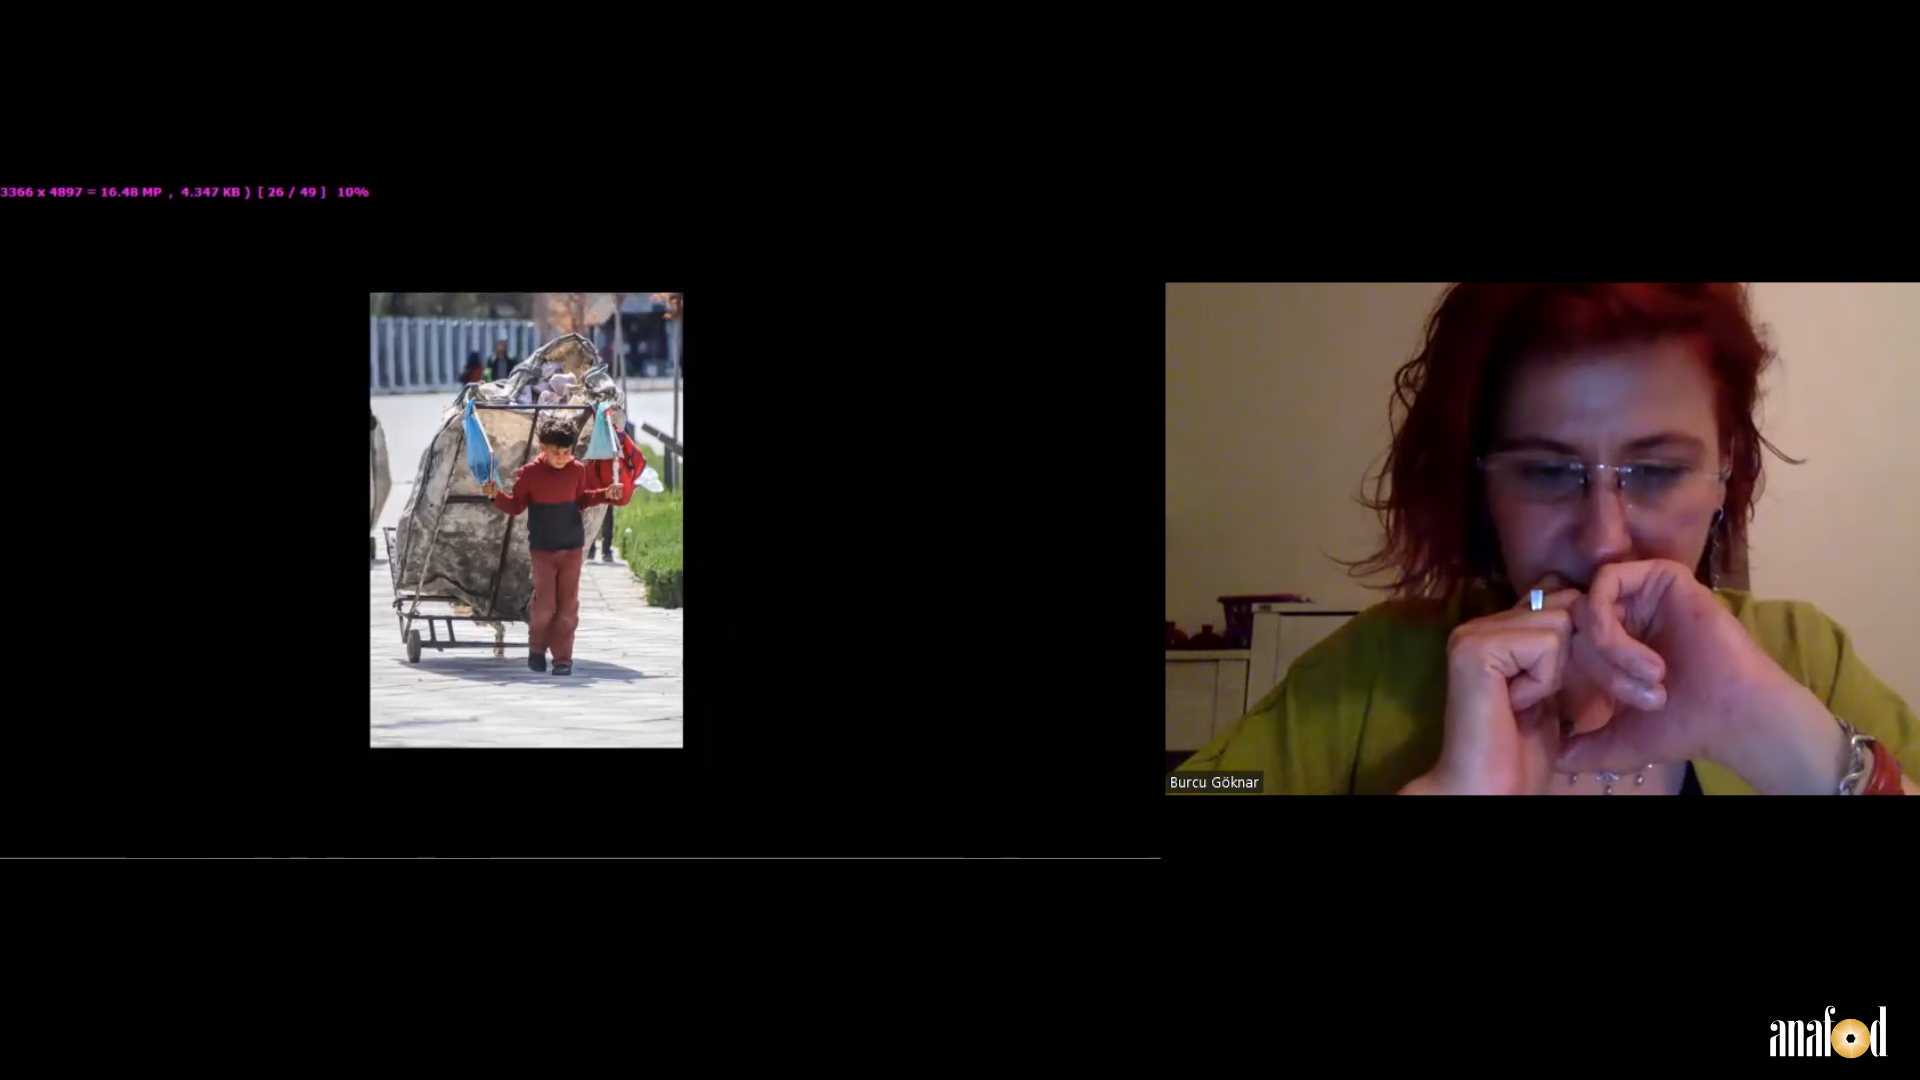 3366 x 4897 = 16.48 MP , 4.347 KB ) [ 26 / 49 ] 10%
Burcu Göknar
anafod